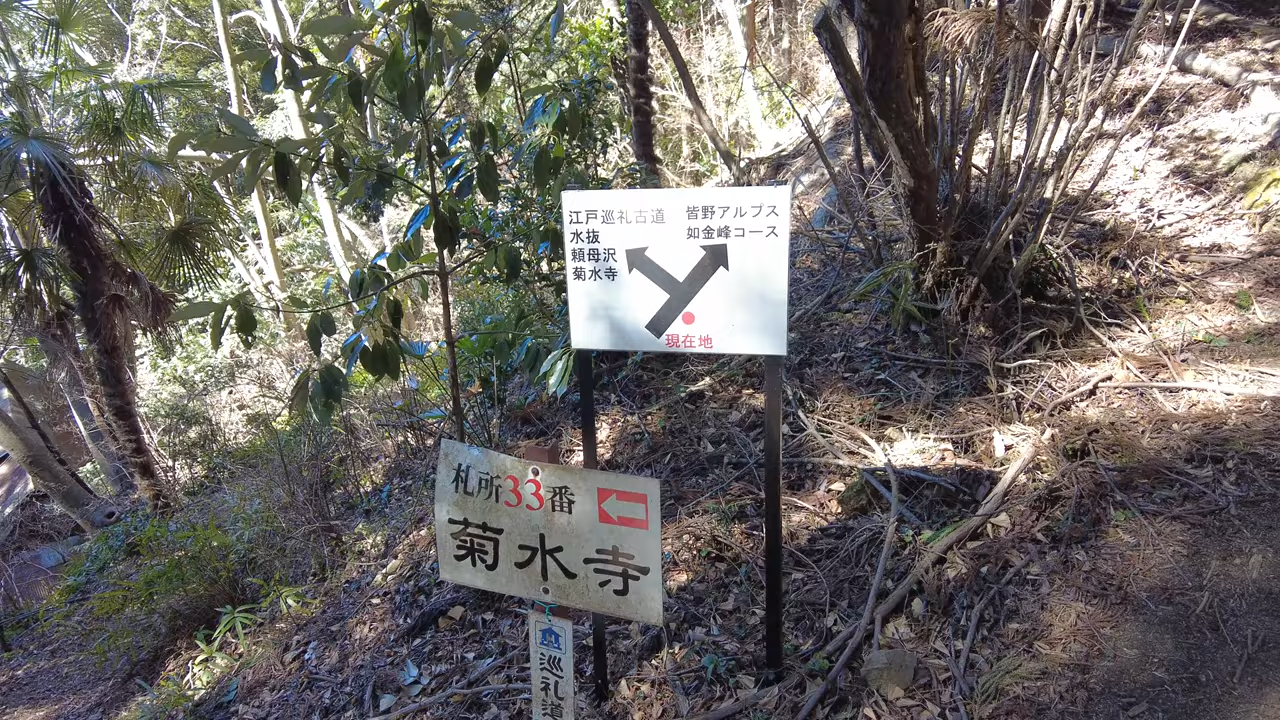 江戸巡礼古道
水抜
頼母沢
菊水寺
皆野アルプス
如金峰コース
現在地
札所33番
菊水寺
巡礼道